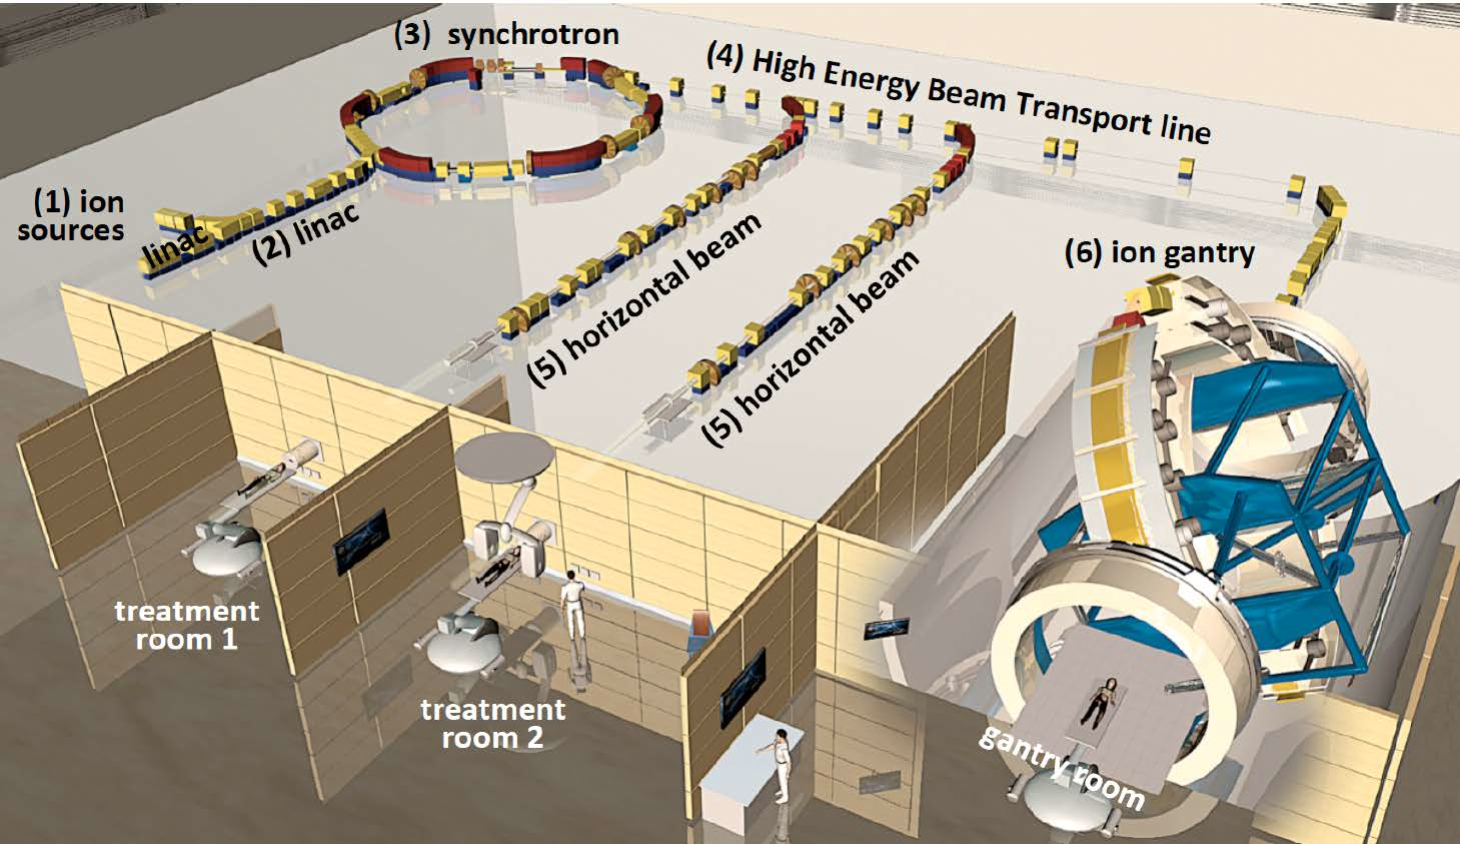 (3) synchrotron
(4) High Energy Beam Transport line
(1) ion
sources
linac
(2) linac
(5) horizontal beam
(5) horizontal beam
(6) ion gantry
treatment
room 1
treatment
room 2
gantry room